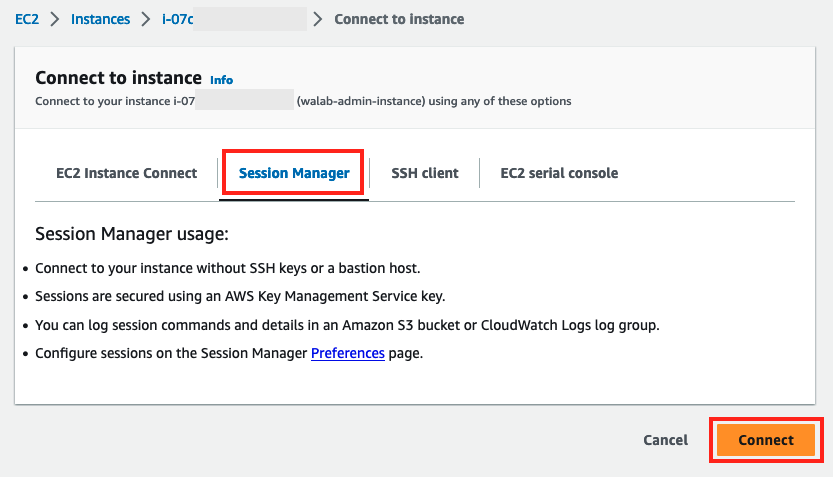 EC2 > Instances > i-07c > Connect to instance
Connect to instance Info
Connect to your instance i-07 (walab-admin-instance) using any of these options
EC2 Instance Connect
Session Manager
SSH client
EC2 serial console
Session Manager usage:
• Connect to your instance without SSH keys or a bastion host.
• Sessions are secured using an AWS Key Management Service key.
• You can log session commands and details in an Amazon S3 bucket or CloudWatch Logs log group.
• Configure sessions on the Session Manager Preferences page.
Cancel
Connect